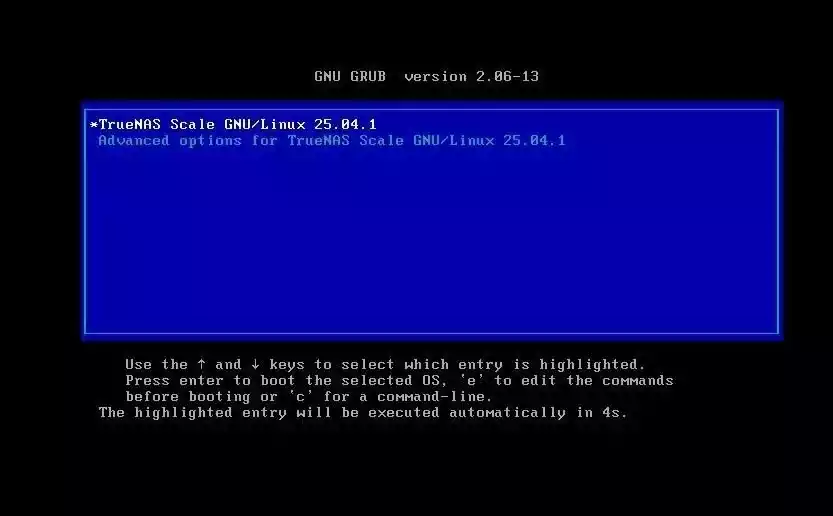 GNU GRUB  version 2.06-13
*TrueNAS Scale GNU/Linux 25.04.1
Advanced options for TrueNAS Scale GNU/Linux 25.04.1
Use the ↑ and ↓ keys to select which entry is highlighted.
Press enter to boot the selected OS, `e' to edit the commands
before booting or `c' for a command-line.
The highlighted entry will be executed automatically in 4s.